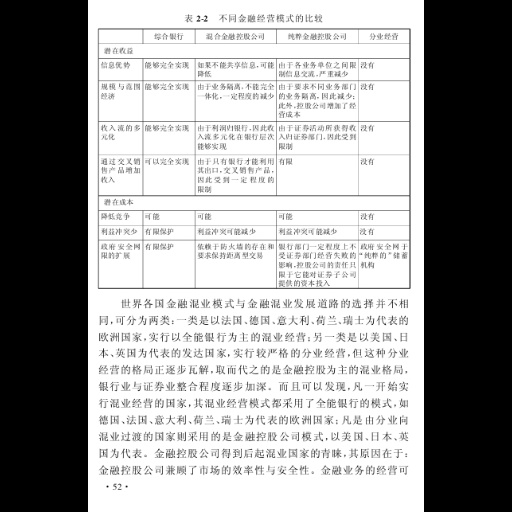 表 2-2 不同金融经营模式的比较
综合银行 混合金融控股公司 纯粹金融控股公司 分业经营
潜在收益
信息优势 能够完全实现 如果不能共享信息,可能 由于各业务单位之间限 没有
降低 制信息交流,严重减少
规模与范围 能够完全实现 由于业务隔离,不能完全 由于要求不同业务部门 没有
经济 一体化,一定程度的减少 的业务隔离,因此减少;
此外,控股公司增加了经
营成本
收入流的多 能够完全实现 由于利润归银行,因此收 由于证券活动所获得收 没有
元化 入流多元化在银行层次 入归证券部门,因此受到
能够实现 限制
通过交叉销 可以完全实现 由于只有银行才能利用 有限 没有
售产品增加 其出口,交叉销售产品,
收入 因此受到一定程度的
限制
潜在成本
降低竞争 可能 可能 可能 没有
利益冲突少 有限保护 利益冲突可能减少 利益冲突可能减少 没有
政府安全网 有限保护 依赖于防火墙的存在和 银行部门一定程度上不 政府安全网于
限的扩展 要求保持距离型交易 受证券部门经营失败的 “纯粹的”储蓄
影响,控股公司的责任只 机构
限于它能对证券子公司
提供的资本投入
世界各国金融混业模式与金融混业发展道路的选择并不相
同,可分为两类:一类是以法国、德国、意大利、荷兰、瑞士为代表的
欧洲国家,实行以全能银行为主的混业经营;另一类是以美国、日
本、英国为代表的发达国家,实行较严格的分业经营,但这种分业
经营的格局正逐步瓦解,取而代之的是金融控股为主的混业格局,
银行业与证券业整合程度逐步加深。而且可以发现,凡一开始实
行混业经营的国家,其混业经营模式都采用了全能银行的模式,如
德国、法国、意大利、荷兰、瑞士为代表的欧洲国家;凡是由分业向
混业过渡的国家则采用的是金融控股公司模式,以美国、日本、英
国为代表。金融控股公司得到后起混业国家的青睐,其原因在于:
金融控股公司兼顾了市场的效率性与安全性。金融业务的经营可
·52·